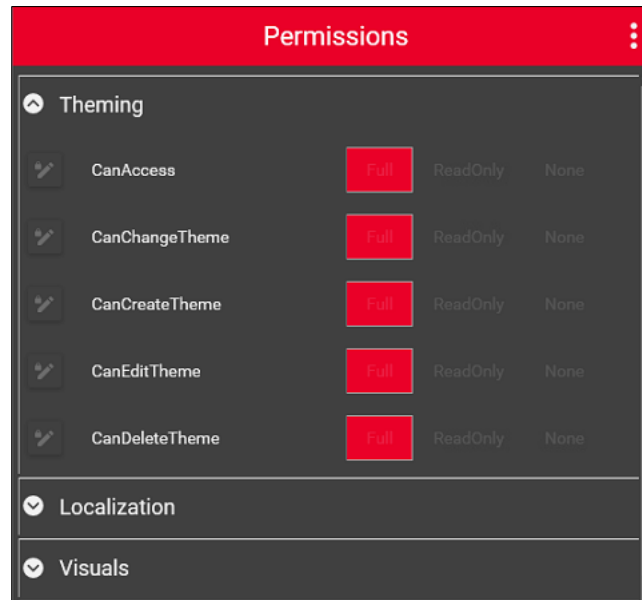 Permissions
Theming
CanAccess Full ReadOnly None
CanChangeTheme Full ReadOnly None
CanCreateTheme Full ReadOnly None
CanEditTheme Full ReadOnly None
CanDeleteTheme Full ReadOnly None
Localization
Visuals